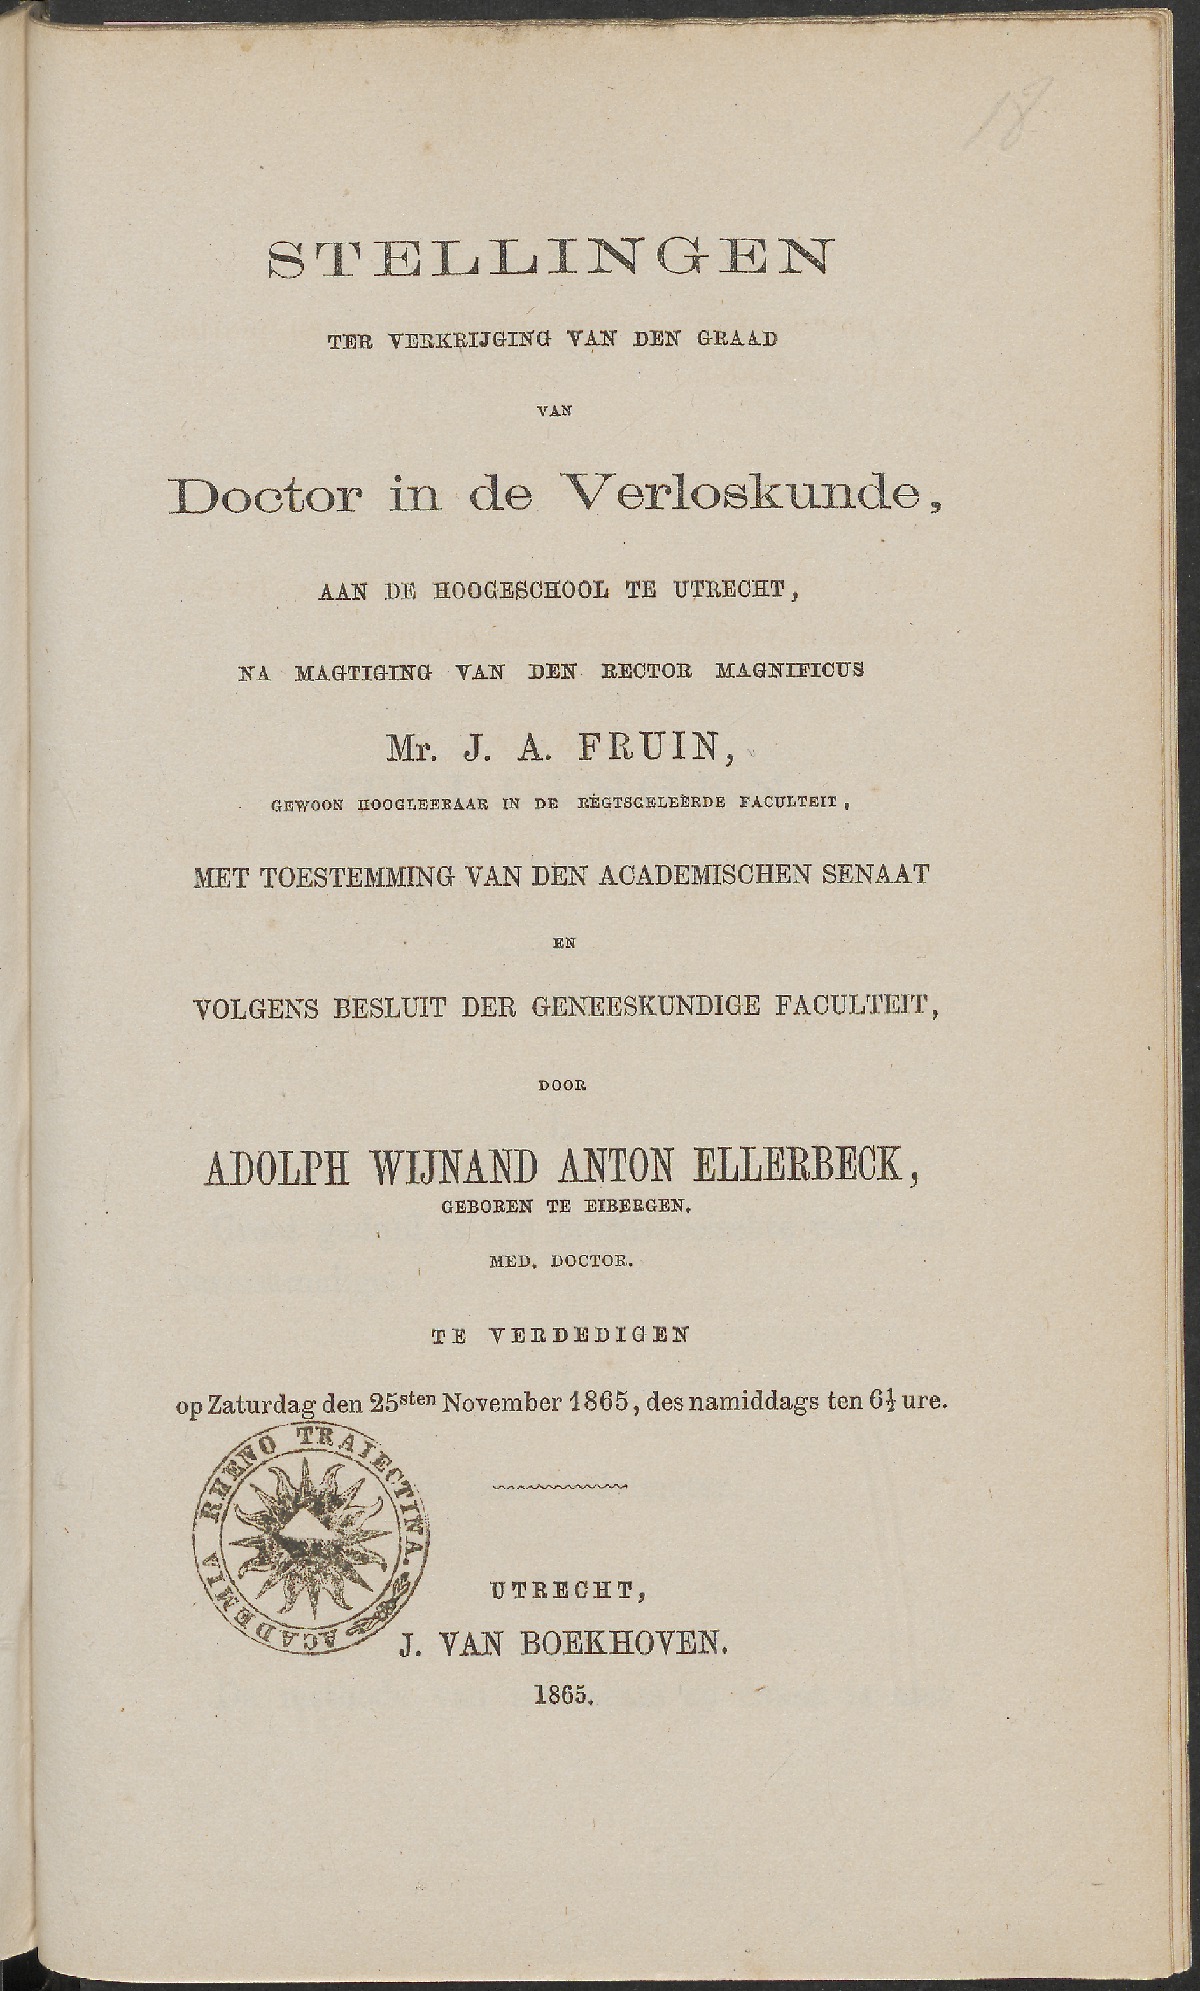 18
STELLINGEN
TER VERKRIJGING VAN DEN GRAAD
VAN
Doctor in de Verloskunde,
AAN DE HOOGESCHOOL TE UTRECHT,
NA MAGTIGING VAN DEN RECTOR MAGNIFICUS
Mr. J. A. FRUIN,
GEWOON HOOGLEERAAR IN DE REGTSGELEERDE FACULTEIT,
MET TOESTEMMING VAN DEN ACADEMISCHEN SENAAT
EN
VOLGENS BESLUIT DER GENEESKUNDIGE FACULTEIT,
DOOR
ADOLPH WIJNAND ANTON ELLERBECK,
GEBOREN TE EIBERGEN.
MED. DOCTOR.
TE VERDEDIGEN
op Zaturdag den 25sten November 1865, des namiddags ten 6½ ure.
ACADEMIA RHENO TRAIECTINA.
UTRECHT,
J. VAN BOEKHOVEN.
1865.